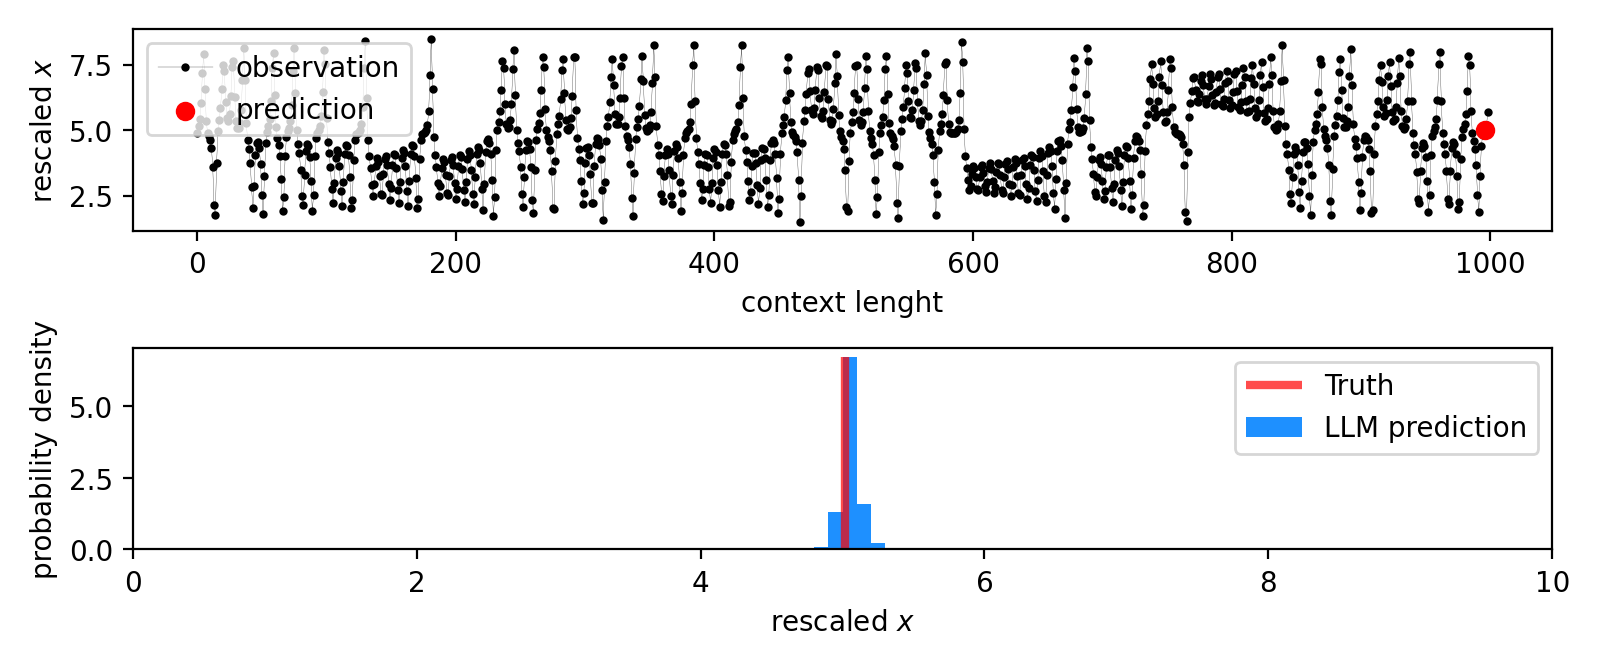 rescaled x
7.5
5.0
2.5
observation
prediction
0
200
400
600
800
1000
context lenght
probability density
5.0
2.5
0.0
Truth
LLM prediction
0
2
4
6
8
10
rescaled x